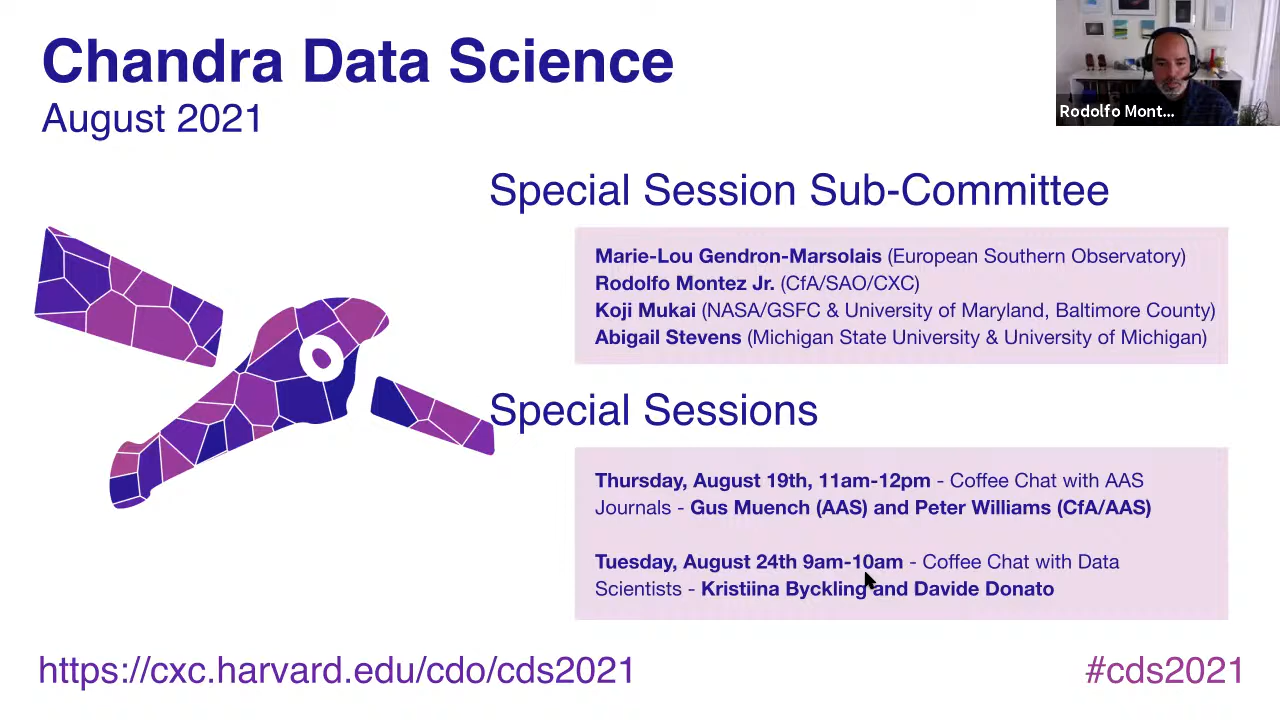 Chandra Data Science
August 2021
Rodolfo Mont...
Special Session Sub-Committee
Marie-Lou Gendron-Marsolais (European Southern Observatory)
Rodolfo Montez Jr. (CfA/SAO/CXC)
Koji Mukai (NASA/GSFC & University of Maryland, Baltimore County)
Abigail Stevens (Michigan State University & University of Michigan)
Special Sessions
Thursday, August 19th, 11am-12pm - Coffee Chat with AAS
Journals - Gus Muench (AAS) and Peter Williams (CfA/AAS)
Tuesday, August 24th 9am-10am - Coffee Chat with Data
Scientists - Kristiina Byckling and Davide Donato
https://cxc.harvard.edu/cdo/cds2021
#cds2021